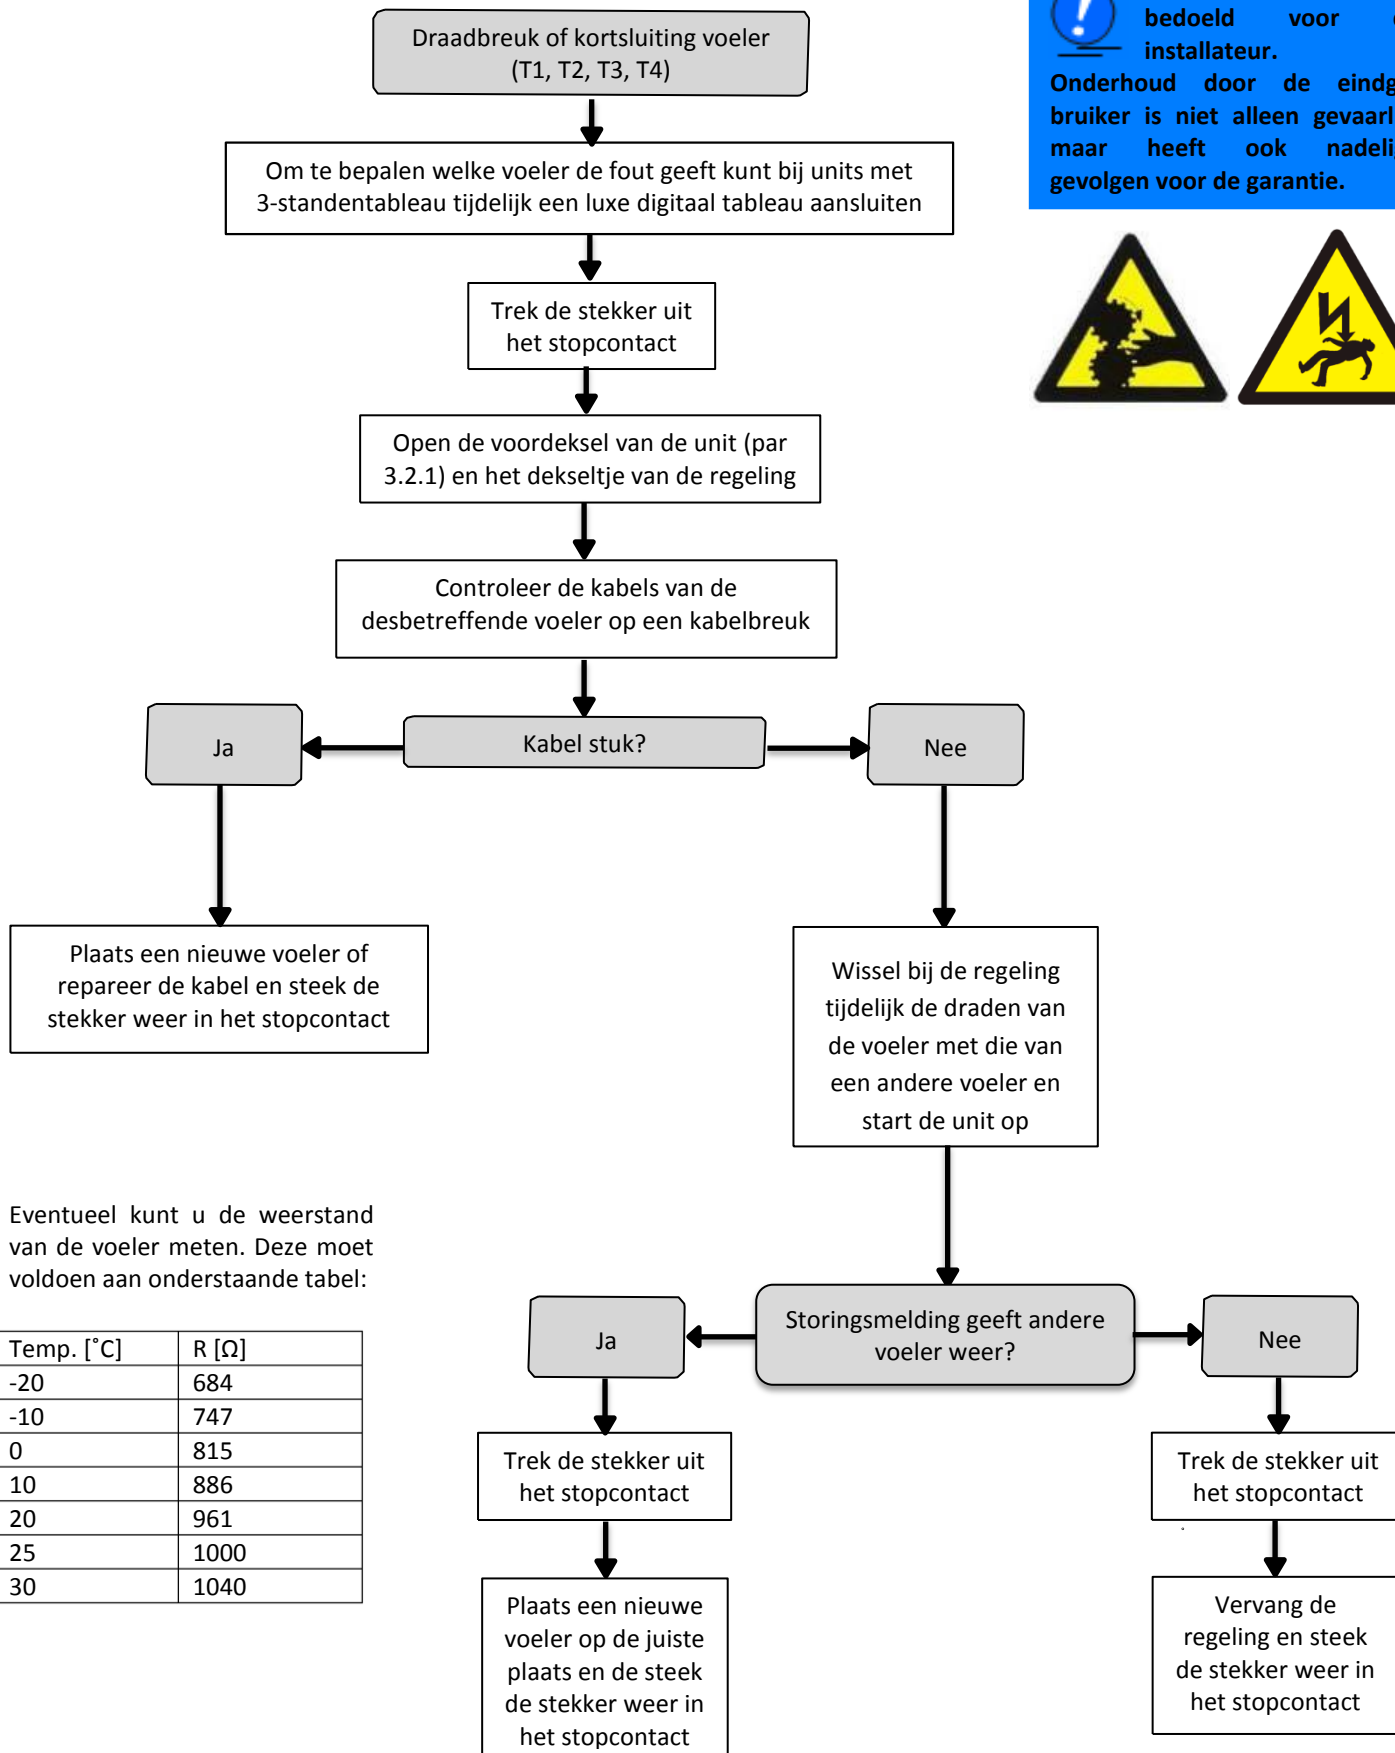 Draadbreuk of kortsluiting voeler
(T1, T2, T3, T4)
bedoeld voor
installateur.
Onderhoud door de
bruiker is niet alleen
maar heeft ook
gevolgen voor de garantie.
Om te bepalen welke voeler de fout geeft kunt bij units met
3-standentableau tijdelijk een luxe digitaal tableau aansluiten
Trek de stekker uit
het stopcontact
Open de voordeksel van de unit (par
3.2.1) en het dekseltje van de regeling
Controleer de kabels van de
desbetreffende voeler op een kabelbreuk
Kabel stuk?
Ja
Nee
Plaats een nieuwe voeler of
repareer de kabel en steek de
stekker weer in het stopcontact
Wissel bij de regeling
tijdelijk de draden van
de voeler met die van
een andere voeler en
start de unit op
Eventueel kunt u de weerstand
van de voeler meten. Deze moet
voldoen aan onderstaande tabel:
Temp. [˚C] R [Ω]
-20 684
-10 747
0 815
10 886
20 961
25 1000
30 1040
Storingsmelding geeft andere
voeler weer?
Ja
Nee
Trek de stekker uit
het stopcontact
Plaats een nieuwe
voeler op de juiste
plaats en de steek
de stekker weer in
het stopcontact
Trek de stekker uit
het stopcontact
Vervang de
regeling en steek
de stekker weer in
het stopcontact